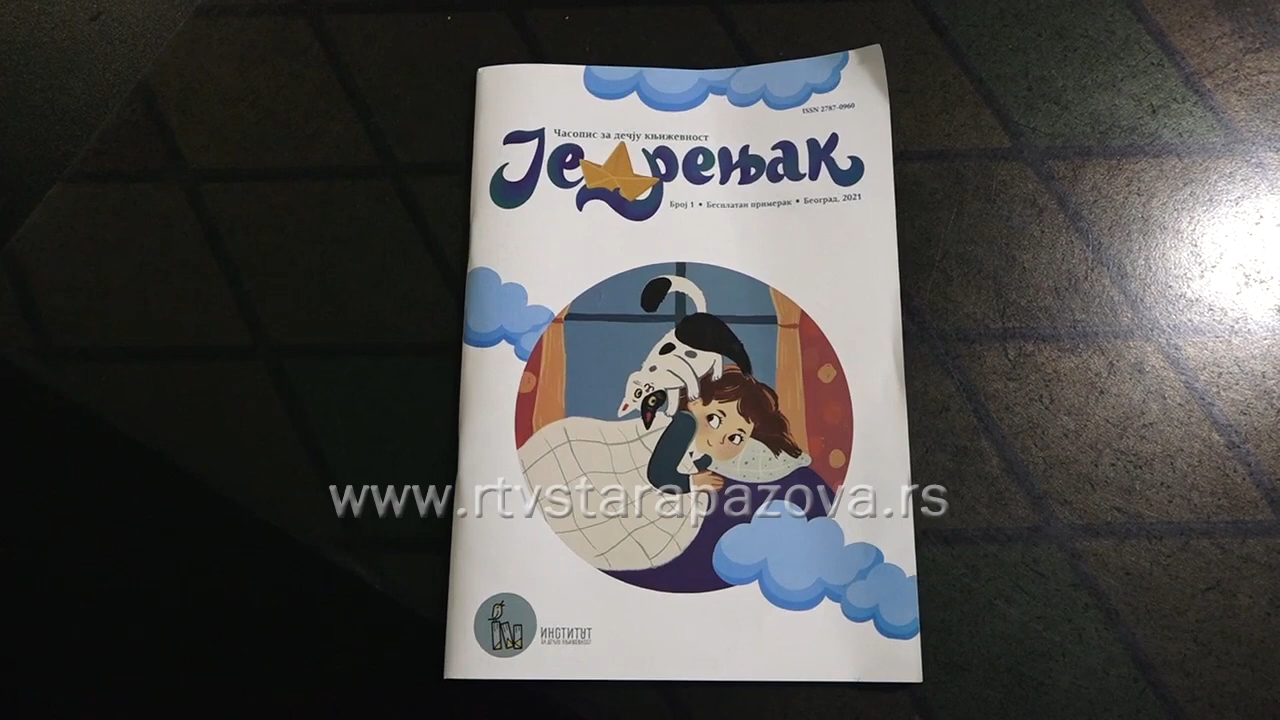 ISSN 2787-0960
Часопис за дечју књижевност
Једрењак
Број 1 • Бесплатан примерак • Београд, 2021
www.rtvstarapazova.rs
ИНСТИТУТ
ЗА ДЕЧЈУ КЊИЖЕВНОСТ